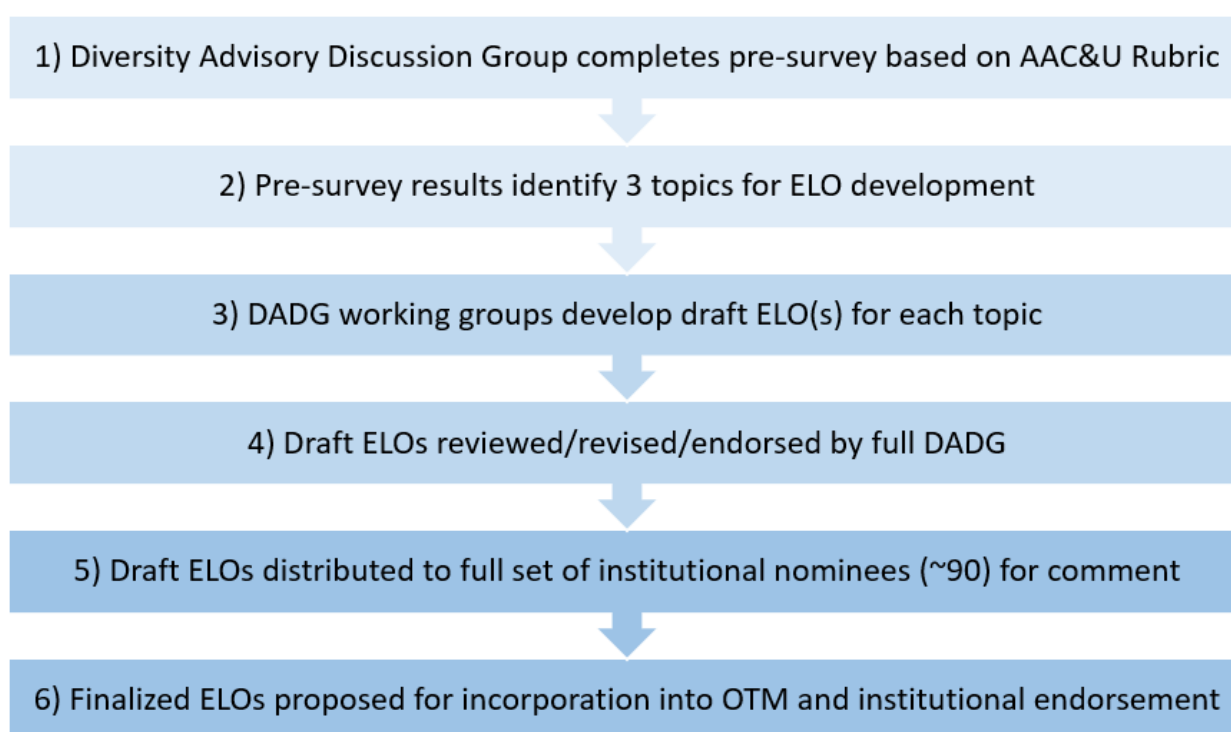 1) Diversity Advisory Discussion Group completes pre-survey based on AAC&U Rubric
2) Pre-survey results identify 3 topics for ELO development
3) DADG working groups develop draft ELO(s) for each topic
4) Draft ELOs reviewed/revised/endorsed by full DADG
5) Draft ELOs distributed to full set of institutional nominees (~90) for comment
6) Finalized ELOs proposed for incorporation into OTM and institutional endorsement